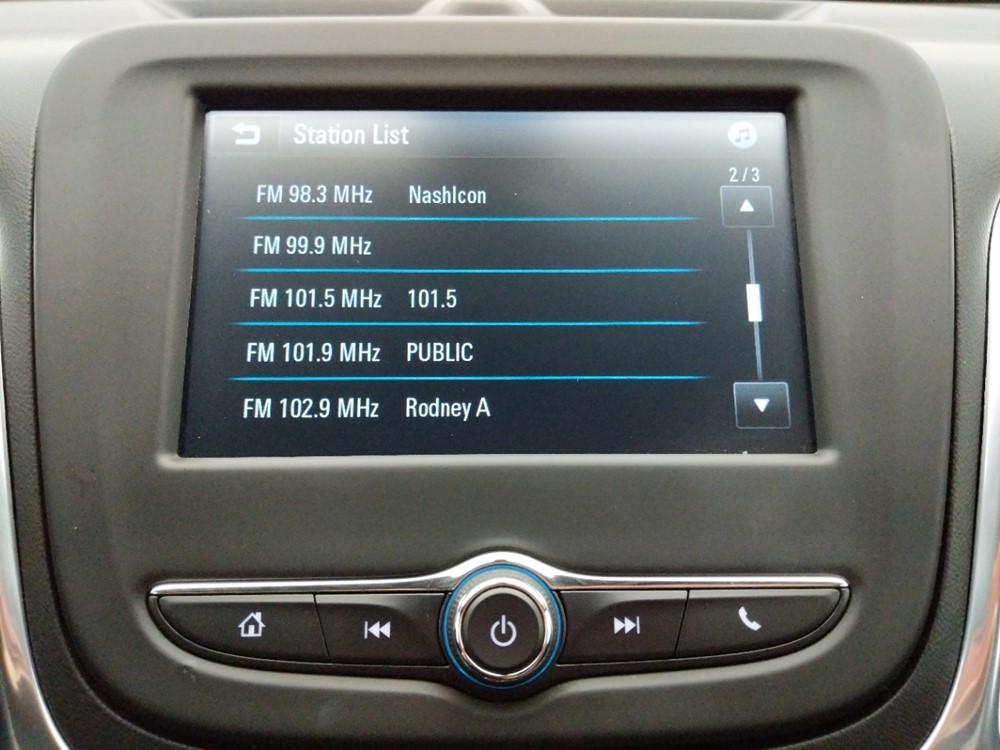 Station List
2/3
FM 98.3 MHz NashIcon
FM 99.9 MHz
FM 101.5 MHz 101.5
FM 101.9 MHz PUBLIC
FM 102.9 MHz Rodney A